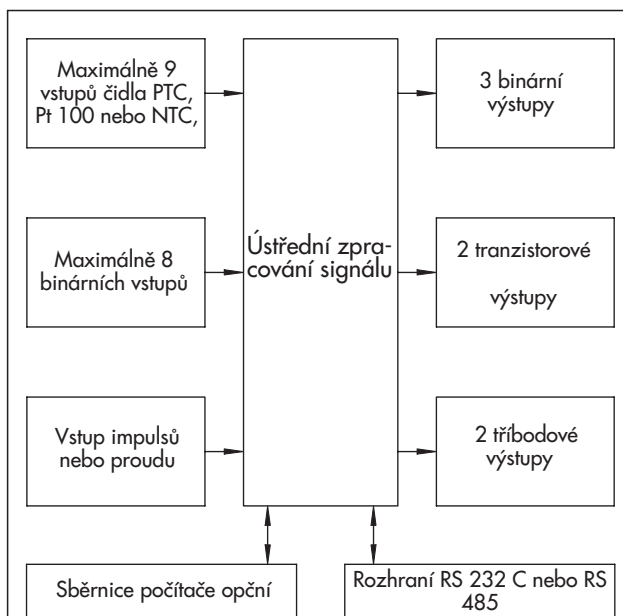 Maximálně 9
vstupů čidla PTC,
Pt 100 nebo NTC,
3 binární
výstupy
Ústřední zpra-
cování signálu
Maximálně 8
binárních vstupů
2 tranzistorové
výstupy
Vstup impulsů
nebo proudu
2 tříbodové
výstupy
Sběrnice počítače opční
Rozhraní RS 232 C nebo RS
485